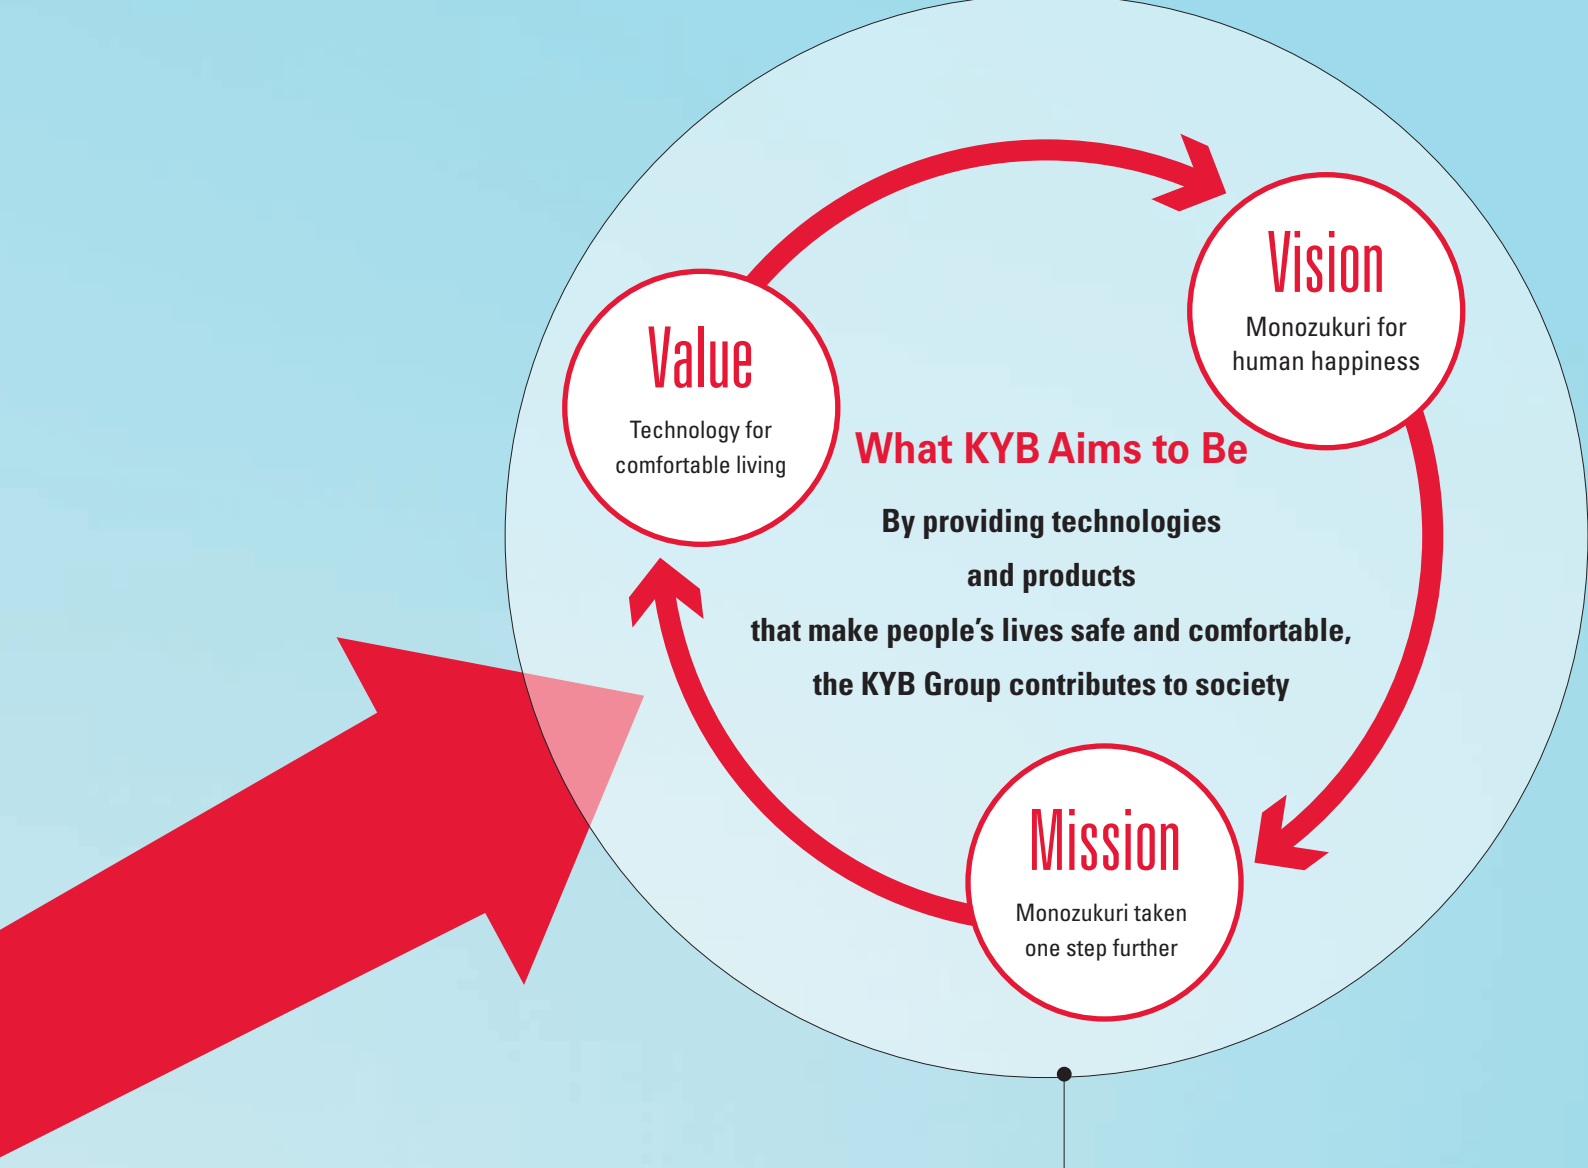 Vision
Monozukuri for
human happiness
Value
Technology for
comfortable living
What KYB Aims to Be
By providing technologies
and products
that make people's lives safe and comfortable,
the KYB Group contributes to society
Mission
Monozukuri taken
one step further